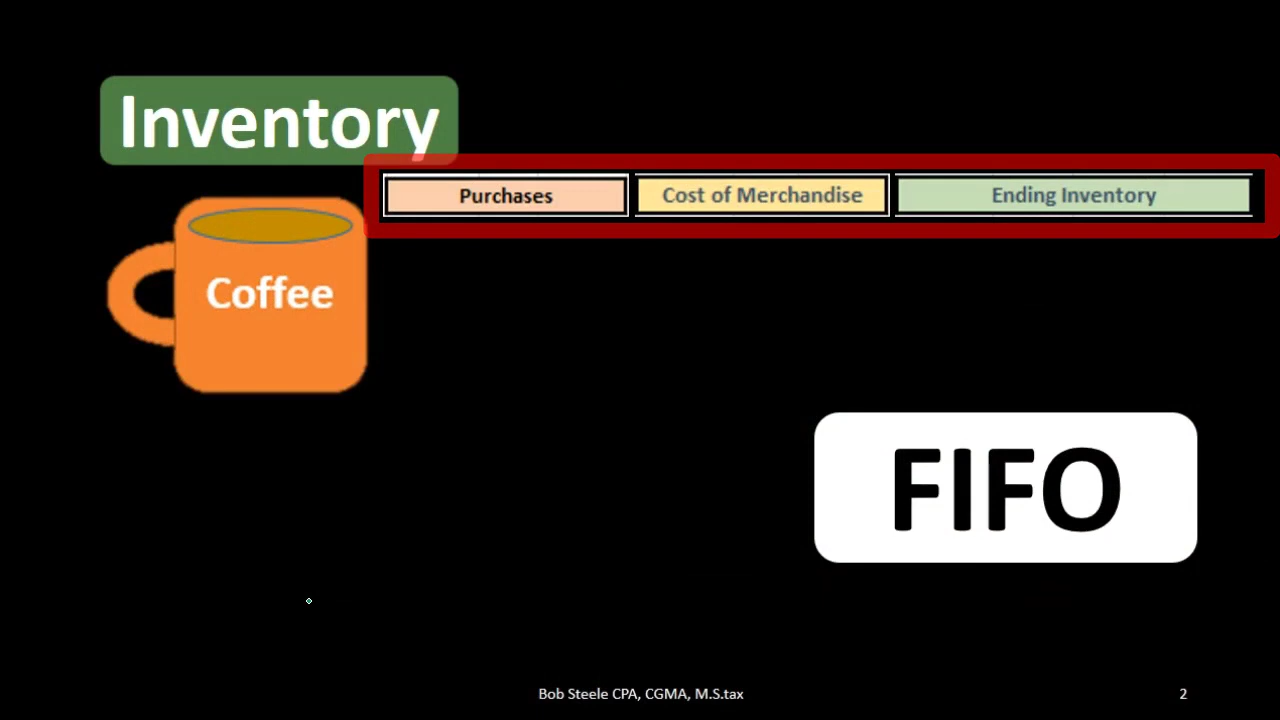 Inventory
Purchases
Cost of Merchandise
Ending Inventory
Coffee
FIFO
Bob Steele CPA, CGMA, M.S.tax
2